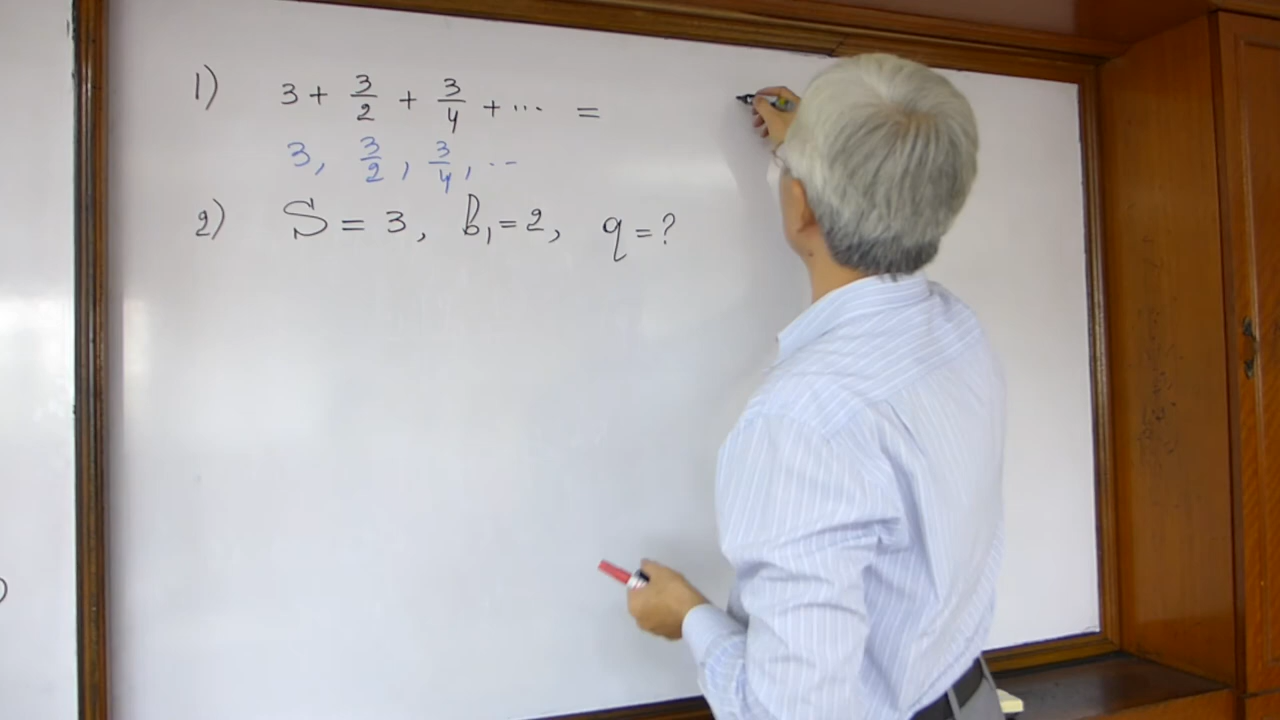 1) 3 + 3/2 + 3/4 + ... =
3, 3/2, 3/4, ...
2) S = 3, b₁ = 2, q = ?